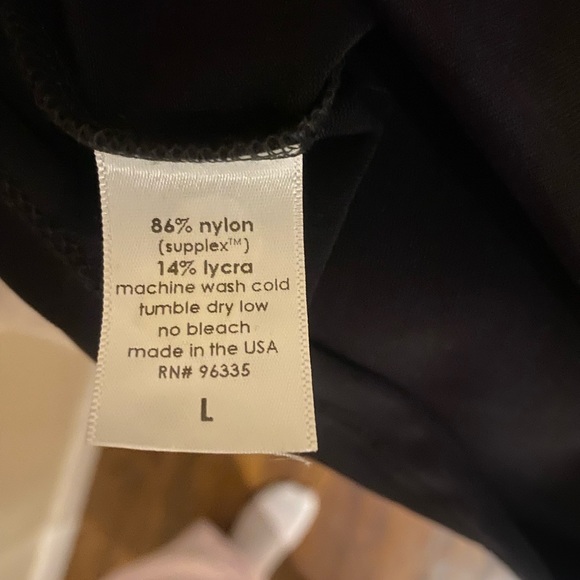 86% nylon
(supplex™)
14% lycra
machine wash cold
tumble dry low
no bleach
made in the USA
RN# 96335
L